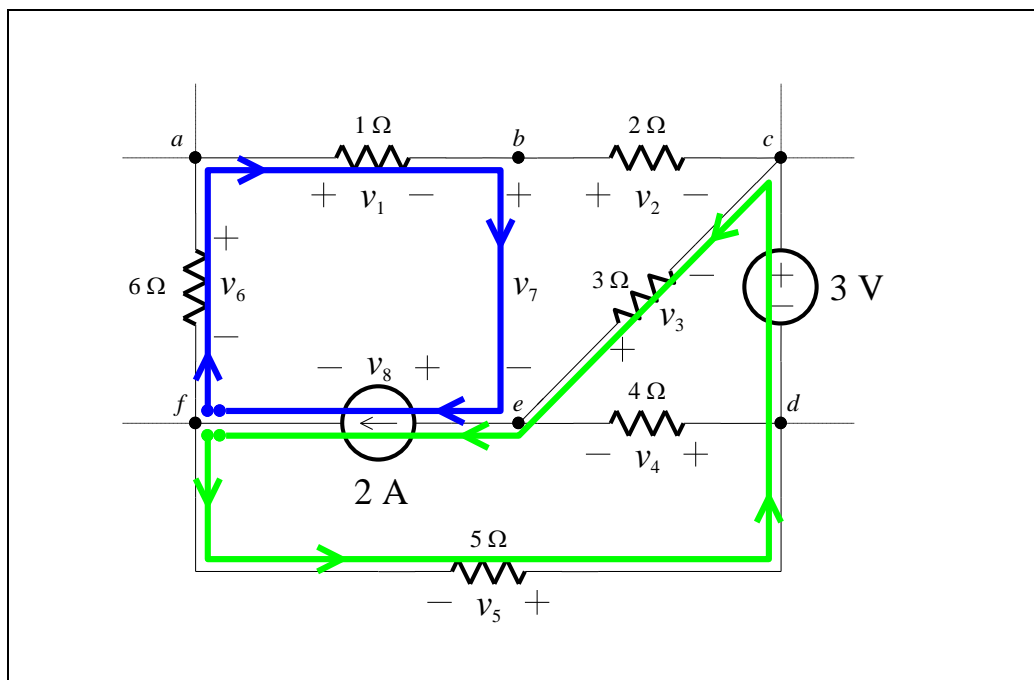 1 Ω 2 Ω
a b c
+ v1 − + + v2 −
+ 3 Ω − + 3 V
6 Ω v6 v7 v3 −
− − v8 + − +
f e 4 Ω d
− v4 +
2 A
5 Ω
− v5 +